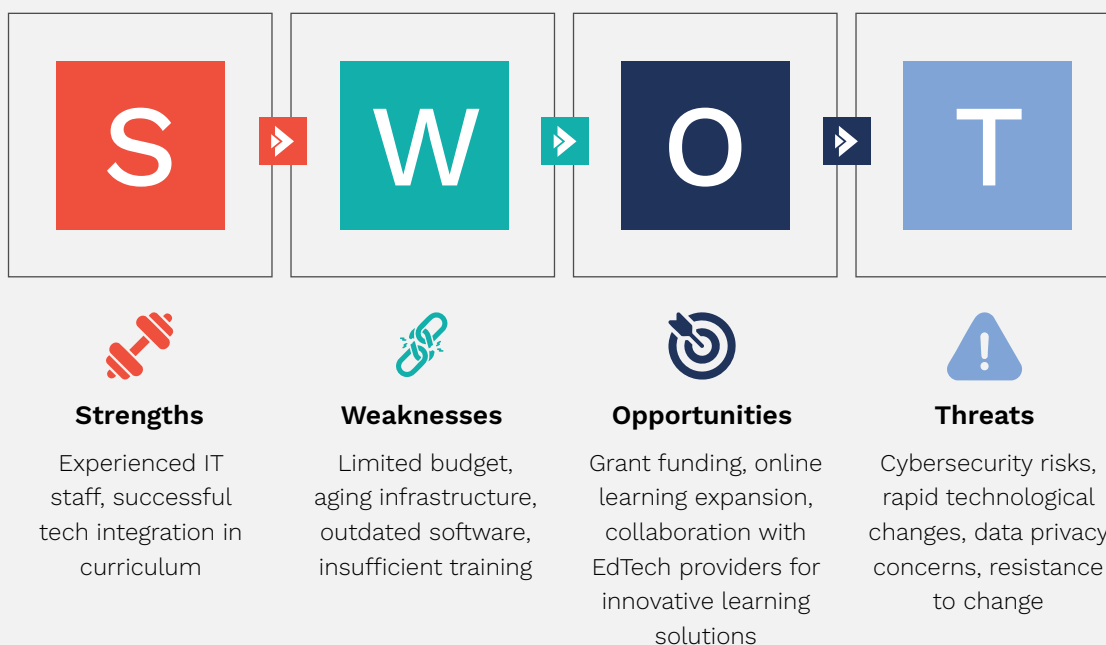 S
W
O
T
Strengths
Experienced IT
staff, successful
tech integration in
curriculum
Weaknesses
Limited budget,
aging infrastructure,
outdated software,
insufficient training
Opportunities
Grant funding, online
learning expansion,
collaboration with
EdTech providers for
innovative learning
solutions
Threats
Cybersecurity risks,
rapid technological
changes, data privacy
concerns, resistance
to change